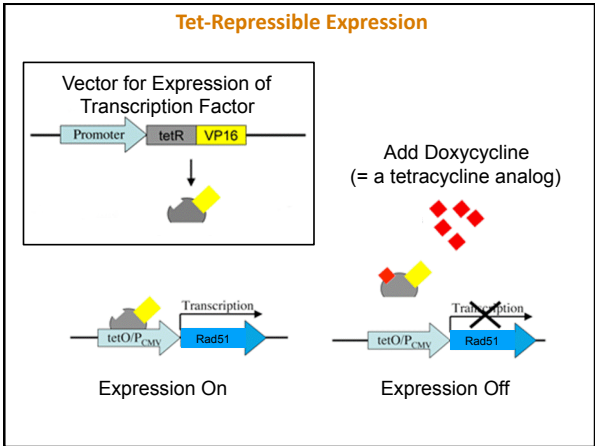 Tet-Repressible Expression
Vector for Expression of
Transcription Factor
Promoter tetR VP16
Add Doxycycline
(= a tetracycline analog)
Transcription
tetO/PCMV Rad51
Expression On
Transcription
tetO/PCMV Rad51
Expression Off